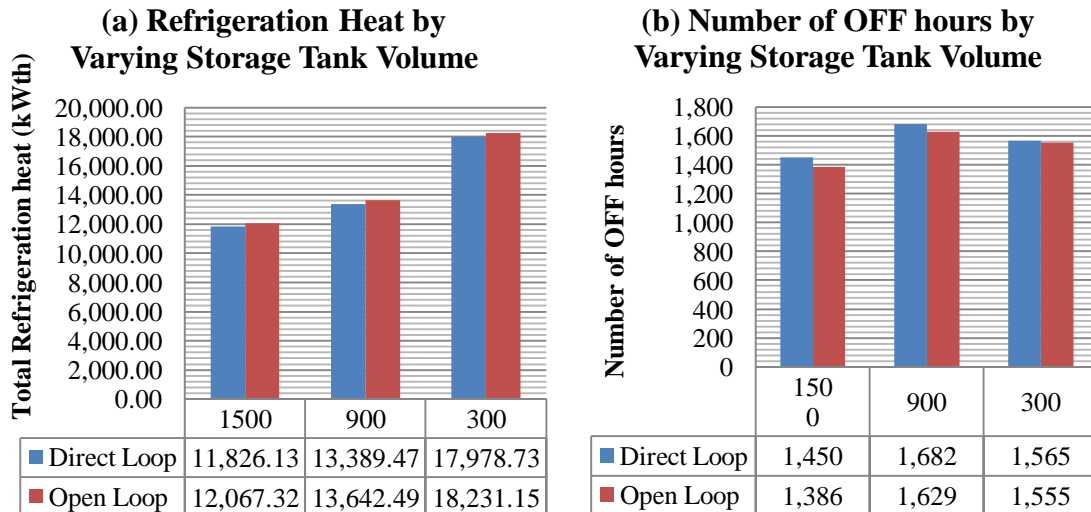 (a) Refrigeration Heat by
Varying Storage Tank Volume
Total Refrigeration heat (kWth)
20,000.00
18,000.00
16,000.00
14,000.00
12,000.00
10,000.00
8,000.00
6,000.00
4,000.00
2,000.00
0.00
1500 900 300
Direct Loop 11,826.13 13,389.47 17,978.73
Open Loop 12,067.32 13,642.49 18,231.15
(b) Number of OFF hours by
Varying Storage Tank Volume
Number of OFF hours
1,800
1,600
1,400
1,200
1,000
800
600
400
200
0
150
0
900 300
Direct Loop 1,450 1,682 1,565
Open Loop 1,386 1,629 1,555